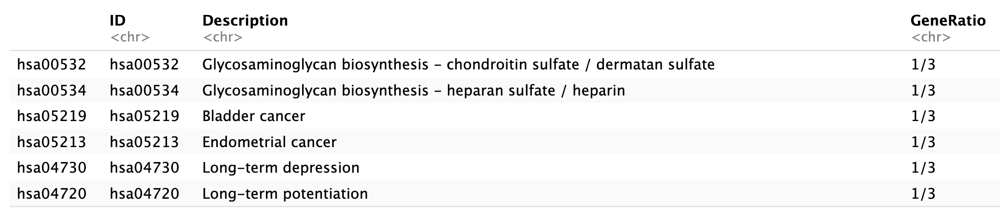 ID Description GeneRatio
<chr> <chr> <chr>
hsa00532 hsa00532 Glycosaminoglycan biosynthesis - chondroitin sulfate / dermatan sulfate 1/3
hsa00534 hsa00534 Glycosaminoglycan biosynthesis - heparan sulfate / heparin 1/3
hsa05219 hsa05219 Bladder cancer 1/3
hsa05213 hsa05213 Endometrial cancer 1/3
hsa04730 hsa04730 Long-term depression 1/3
hsa04720 hsa04720 Long-term potentiation 1/3